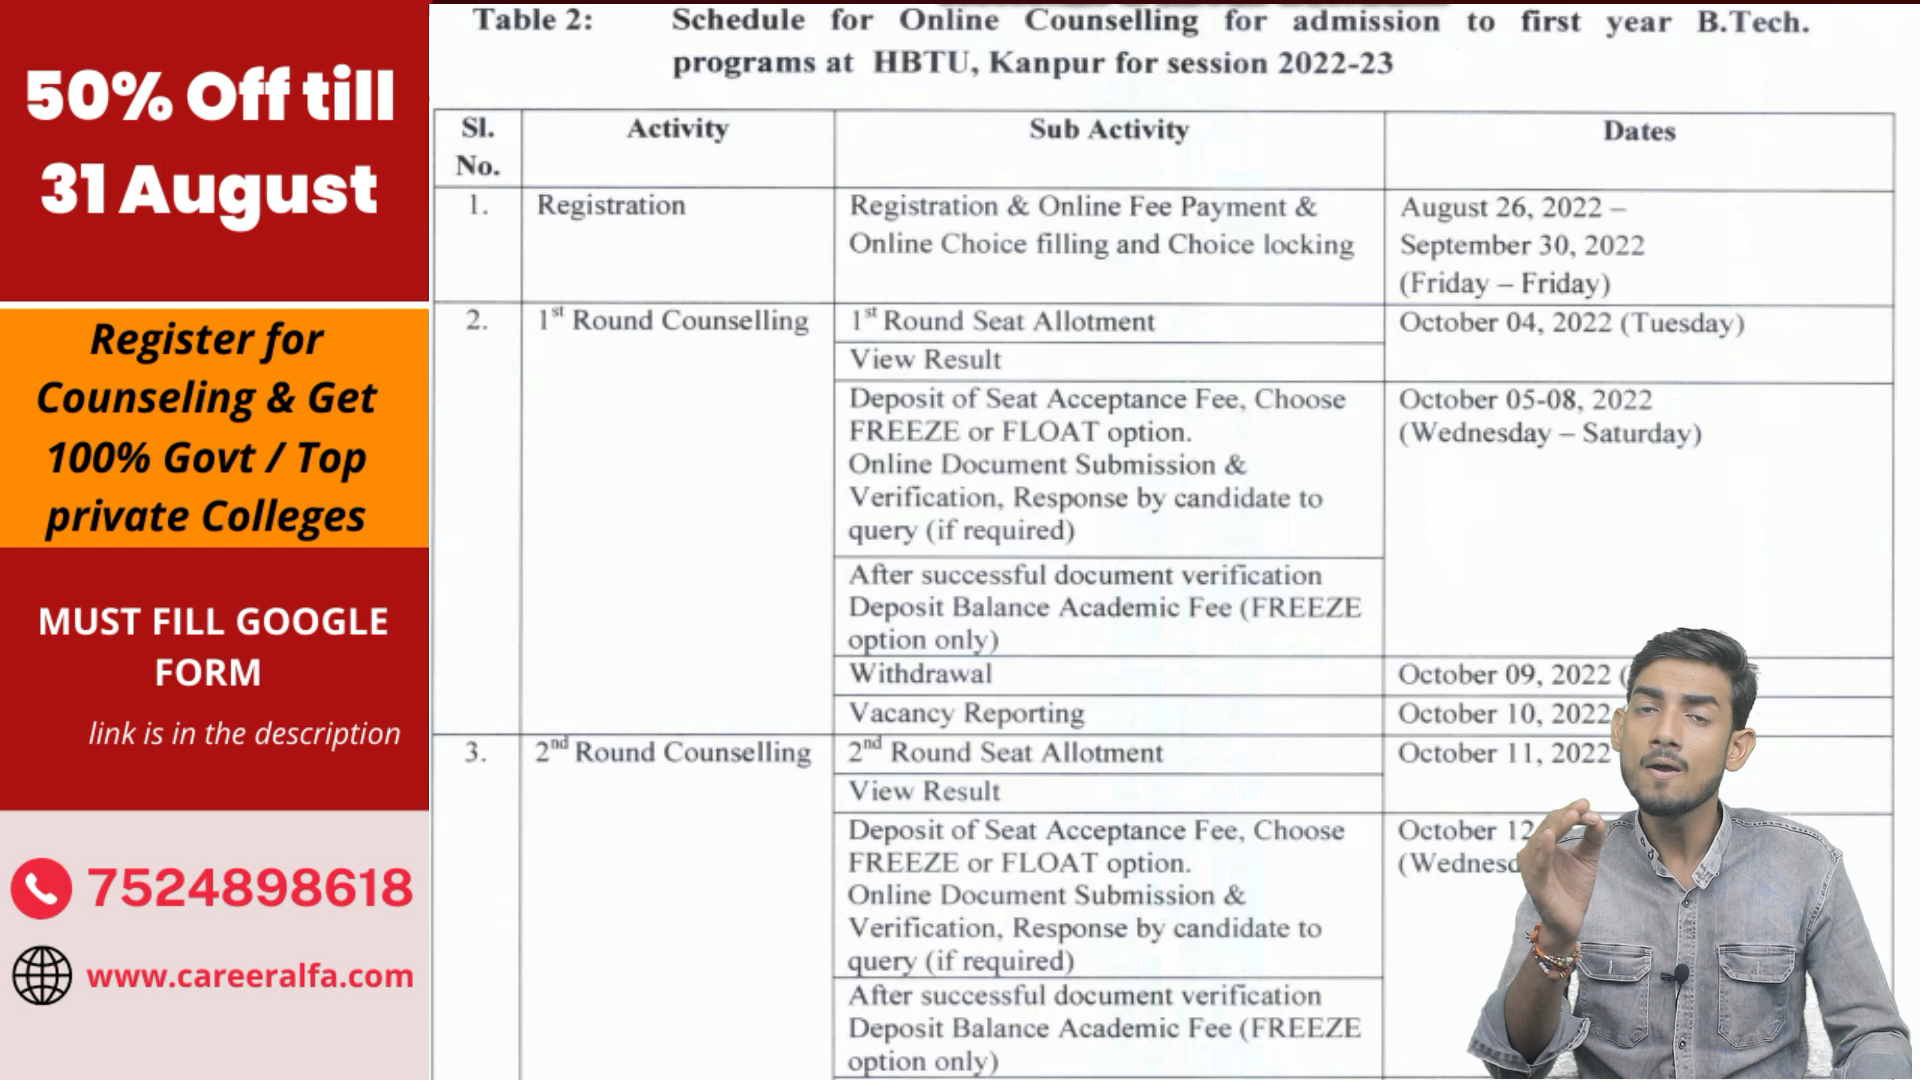 50% Off till
31 August
Register for
Counseling & Get
100% Govt / Top
private Colleges
MUST FILL GOOGLE
FORM
link is in the description
7524898618
www.careeralfa.com
Table 2: Schedule for Online Counselling for admission to first year B.Tech.
programs at HBTU, Kanpur for session 2022-23
Sl.
No.
Activity
Sub Activity
Dates
1.
Registration
Registration & Online Fee Payment &
Online Choice filling and Choice locking
August 26, 2022 –
September 30, 2022
(Friday – Friday)
2.
1st Round Counselling
1st Round Seat Allotment
October 04, 2022 (Tuesday)
View Result
Deposit of Seat Acceptance Fee, Choose
FREEZE or FLOAT option.
Online Document Submission &
Verification, Response by candidate to
query (if required)
October 05-08, 2022
(Wednesday – Saturday)
After successful document verification
Deposit Balance Academic Fee (FREEZE
option only)
Withdrawal
October 09, 2022 (
Vacancy Reporting
October 10, 2022
3.
2nd Round Counselling
2nd Round Seat Allotment
October 11, 2022
View Result
Deposit of Seat Acceptance Fee, Choose
FREEZE or FLOAT option.
Online Document Submission &
Verification, Response by candidate to
query (if required)
October 12
After successful document verification
Deposit Balance Academic Fee (FREEZE
option only)